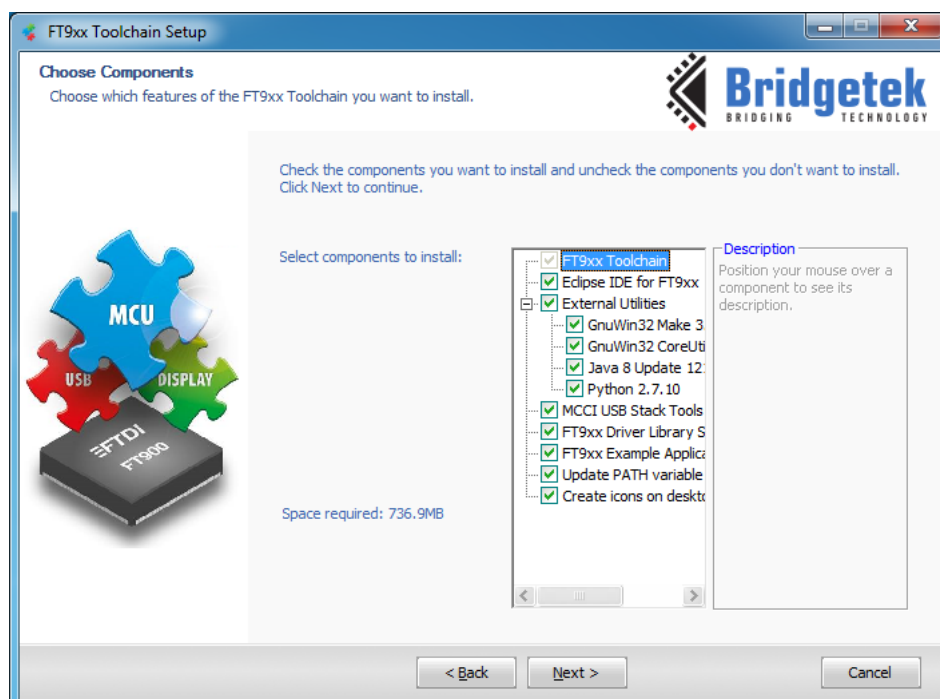 FT9xx Toolchain Setup
Choose Components
Choose which features of the FT9xx Toolchain you want to install.
Bridgetek
BRIDGING TECHNOLOGY
Check the components you want to install and uncheck the components you don't want to install.
Click Next to continue.
Select components to install:
FT9xx Toolchain
Eclipse IDE for FT9xx
External Utilities
GnuWin32 Make 3.
GnuWin32 CoreUti
Java 8 Update 12
Python 2.7.10
MCCI USB Stack Tools
FT9xx Driver Library S
FT9xx Example Applica
Update PATH variable
Create icons on deskto
Description
Position your mouse over a
component to see its
description.
MCU
USB
DISPLAY
FTDI
FT900
Space required: 736.9MB
< Back
Next >
Cancel